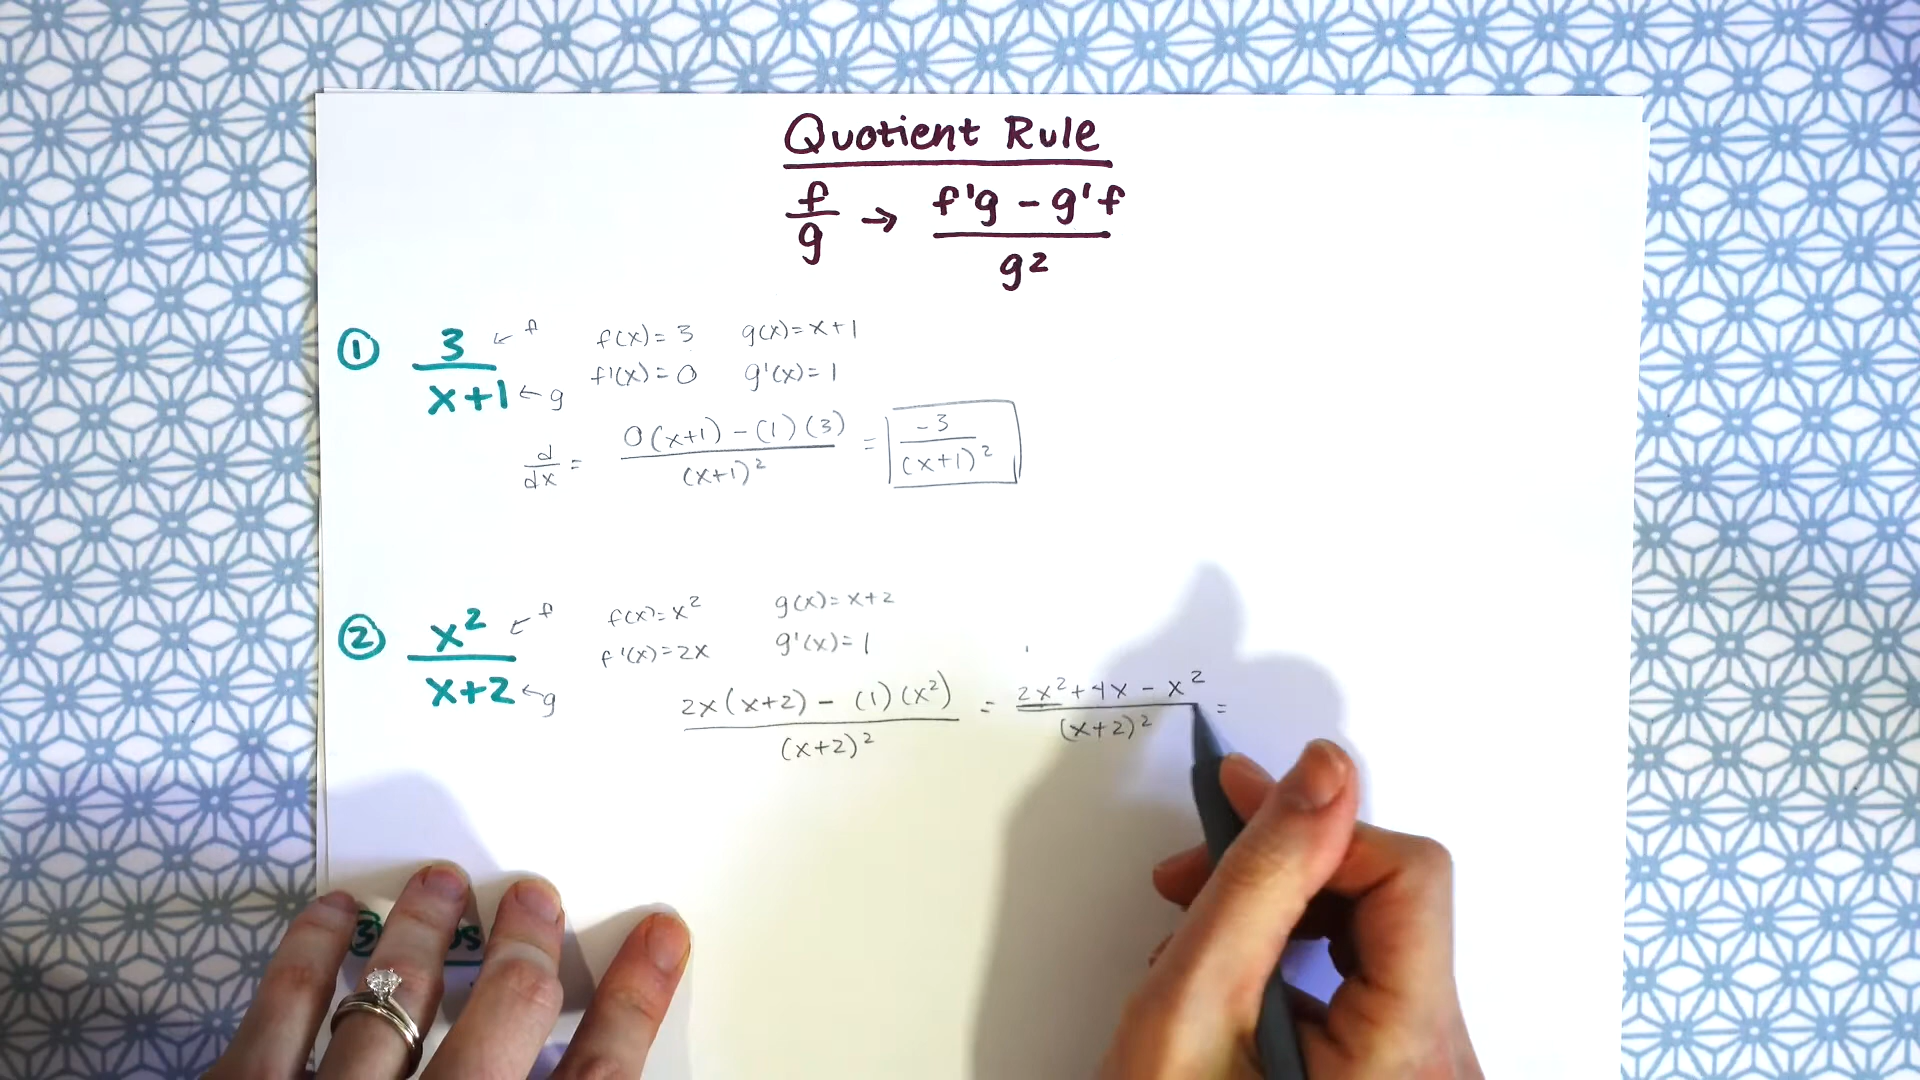 Quotient Rule
f/g → f'g - g'f / g²
① 3 / x+1 ← f ← g
f(x) = 3 g(x) = x+1
f'(x) = 0 g'(x) = 1
d/dx = 0(x+1) - (1)(3) / (x+1)² = -3 / (x+1)²
② x² / x+2 ← f ← g
f(x) = x² g(x) = x+2
f'(x) = 2x g'(x) = 1
2x(x+2) - (1)(x²) / (x+2)² = 2x² + 4x - x² / (x+2)² =
③